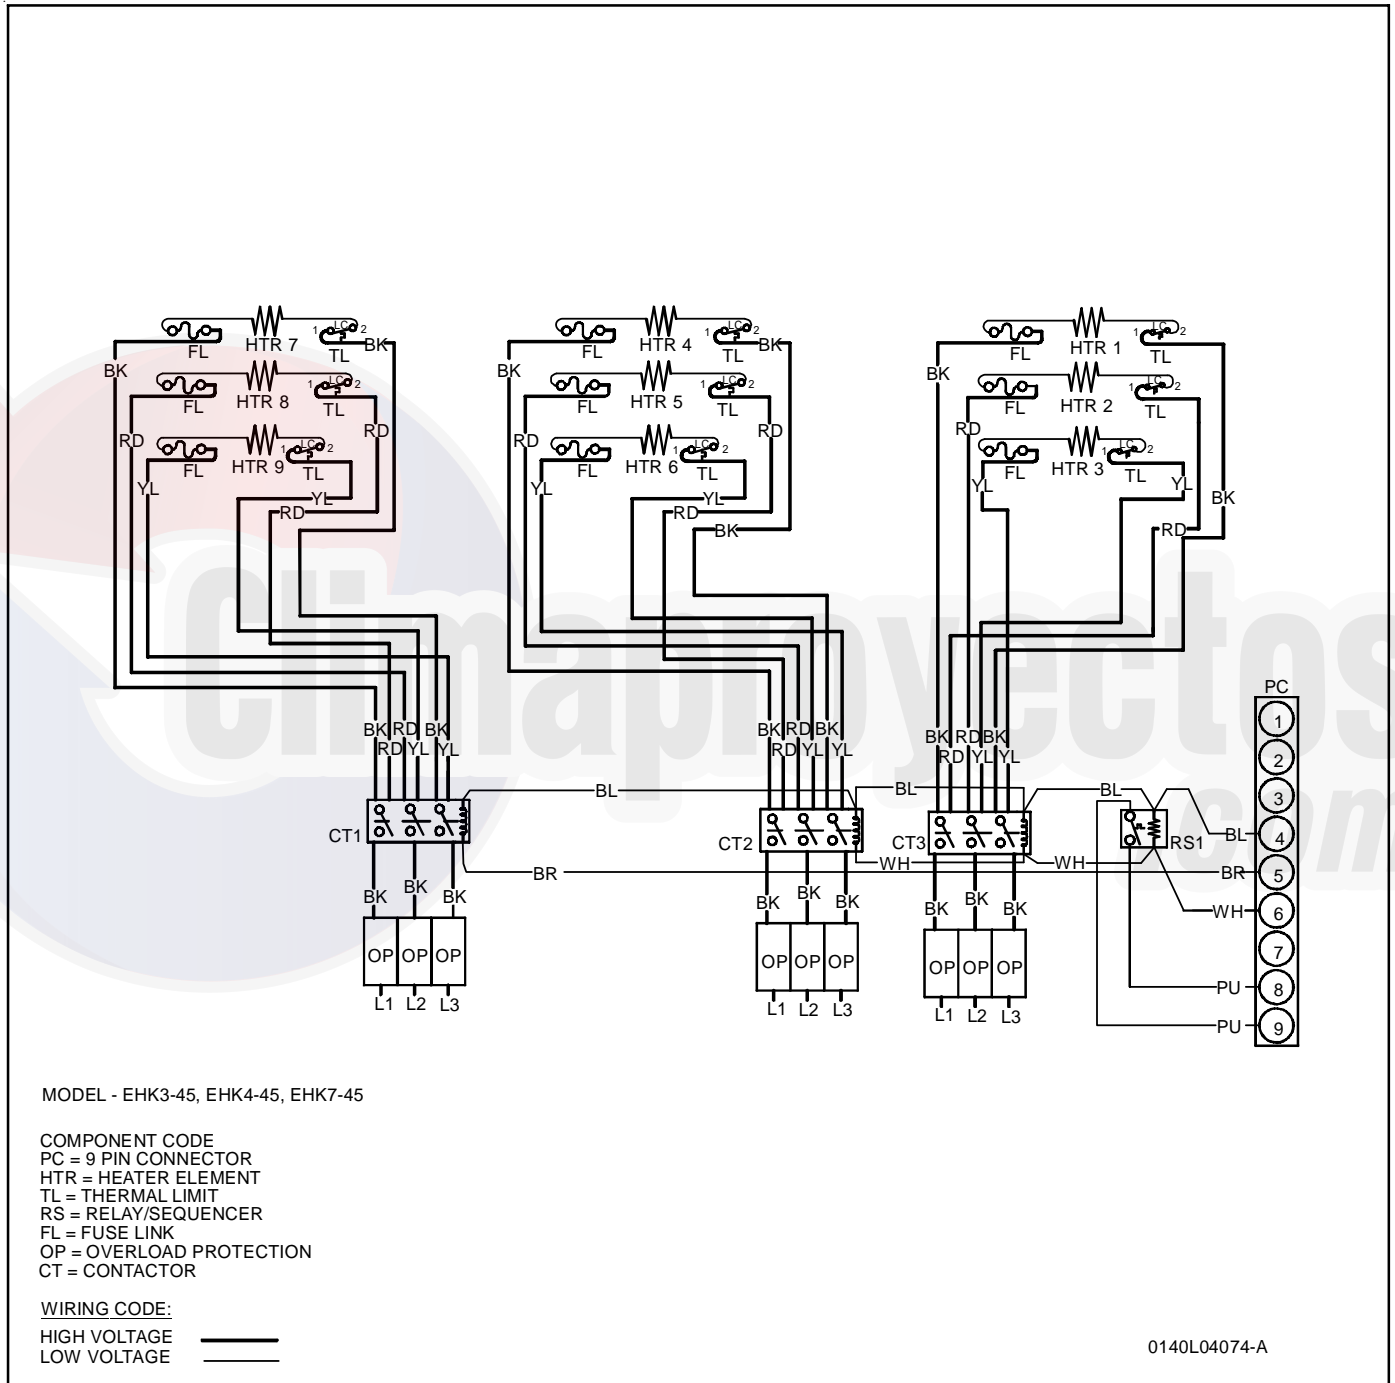 HTR 7
1 LC 2
FL
TL
BK
BK
HTR 8
1 LC 2
FL
TL
RD
RD
HTR 9
1 LC 2
FL
TL
YL
YL
RD
HTR 4
1 LC 2
FL
TL
BK
BK
HTR 5
1 LC 2
FL
TL
RD
RD
HTR 6
1 LC 2
FL
TL
YL
YL
RD
BK
HTR 1
1 LC 2
FL
TL
BK
HTR 2
1 LC 2
FL
TL
RD
HTR 3
1 LC 2
FL
TL
YL
YL
BK
RD
Climaproyectos
.com
BK RD BK
RD YL YL
BK RD BK
RD YL YL
BK RD BK
RD YL YL
CT1
CT2
CT3
RS1
BL
BL
BL
BL
WH
WH
BR
BR
WH
PU
PU
BK BK BK
BK BK BK
BK BK BK
OP OP OP
OP OP OP
OP OP OP
L1 L2 L3
L1 L2 L3
L1 L2 L3
PC
1
2
3
4
5
6
7
8
9
MODEL - EHK3-45, EHK4-45, EHK7-45
COMPONENT CODE
PC = 9 PIN CONNECTOR
HTR = HEATER ELEMENT
TL = THERMAL LIMIT
RS = RELAY/SEQUENCER
FL = FUSE LINK
OP = OVERLOAD PROTECTION
CT = CONTACTOR
WIRING CODE:
HIGH VOLTAGE
LOW VOLTAGE
0140L04074-A